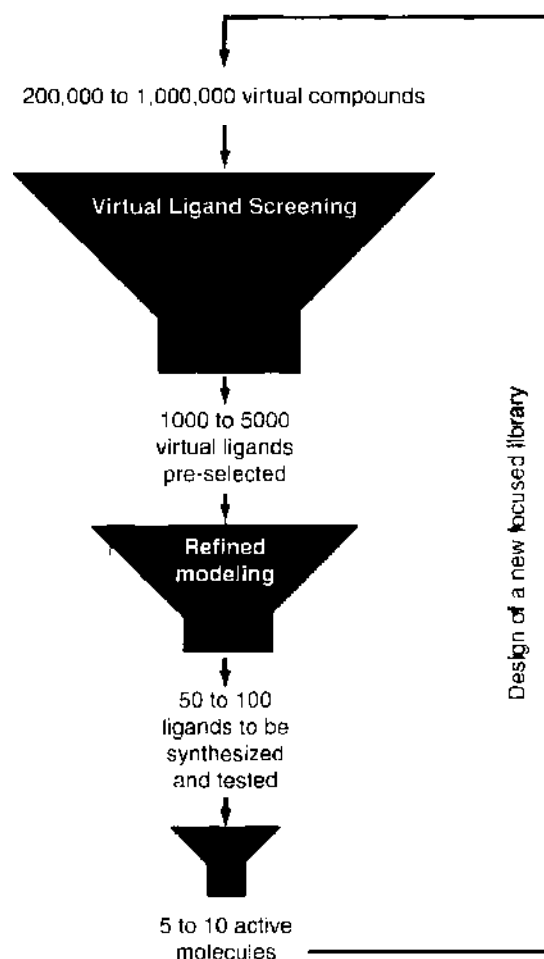 200,000 to 1,000,000 virtual compounds
Virtual Ligand Screening
1000 to 5000
virtual ligands
pre-selected
Refined
modeling
50 to 100
ligands to be
synthesized
and tested
5 to 10 active
molecules
Design of a new focused library